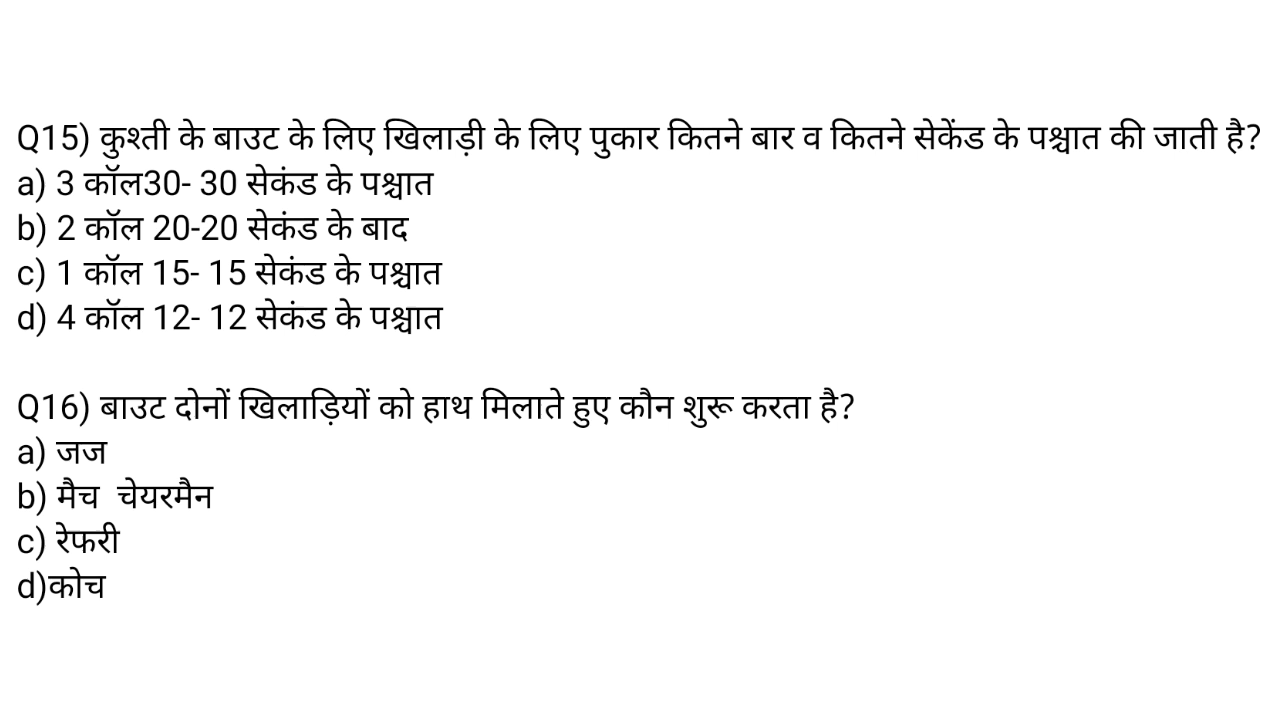 Q15) कुश्ती के बाउट के लिए खिलाड़ी के लिए पुकार कितने बार व कितने सेकेंड के पश्चात की जाती है?
a) 3 कॉल30- 30 सेकंड के पश्चात
b) 2 कॉल 20-20 सेकंड के बाद
c) 1 कॉल 15- 15 सेकंड के पश्चात
d) 4 कॉल 12- 12 सेकंड के पश्चात
Q16) बाउट दोनों खिलाड़ियों को हाथ मिलाते हुए कौन शुरू करता है?
a) जज
b) मैच  चेयरमैन
c) रेफरी
d)कोच